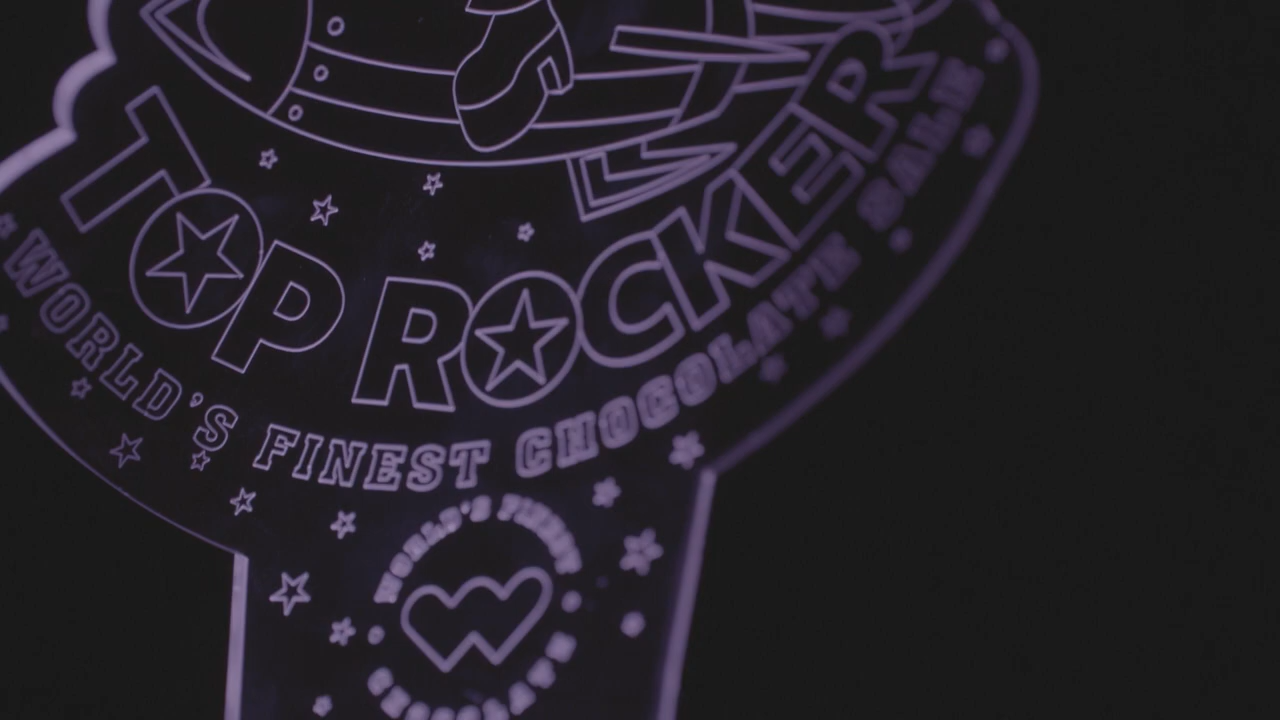 TOP ROCKER
WORLD'S FINEST CHOCOLATE SALE
WORLD'S FINEST
CHOCOLATE